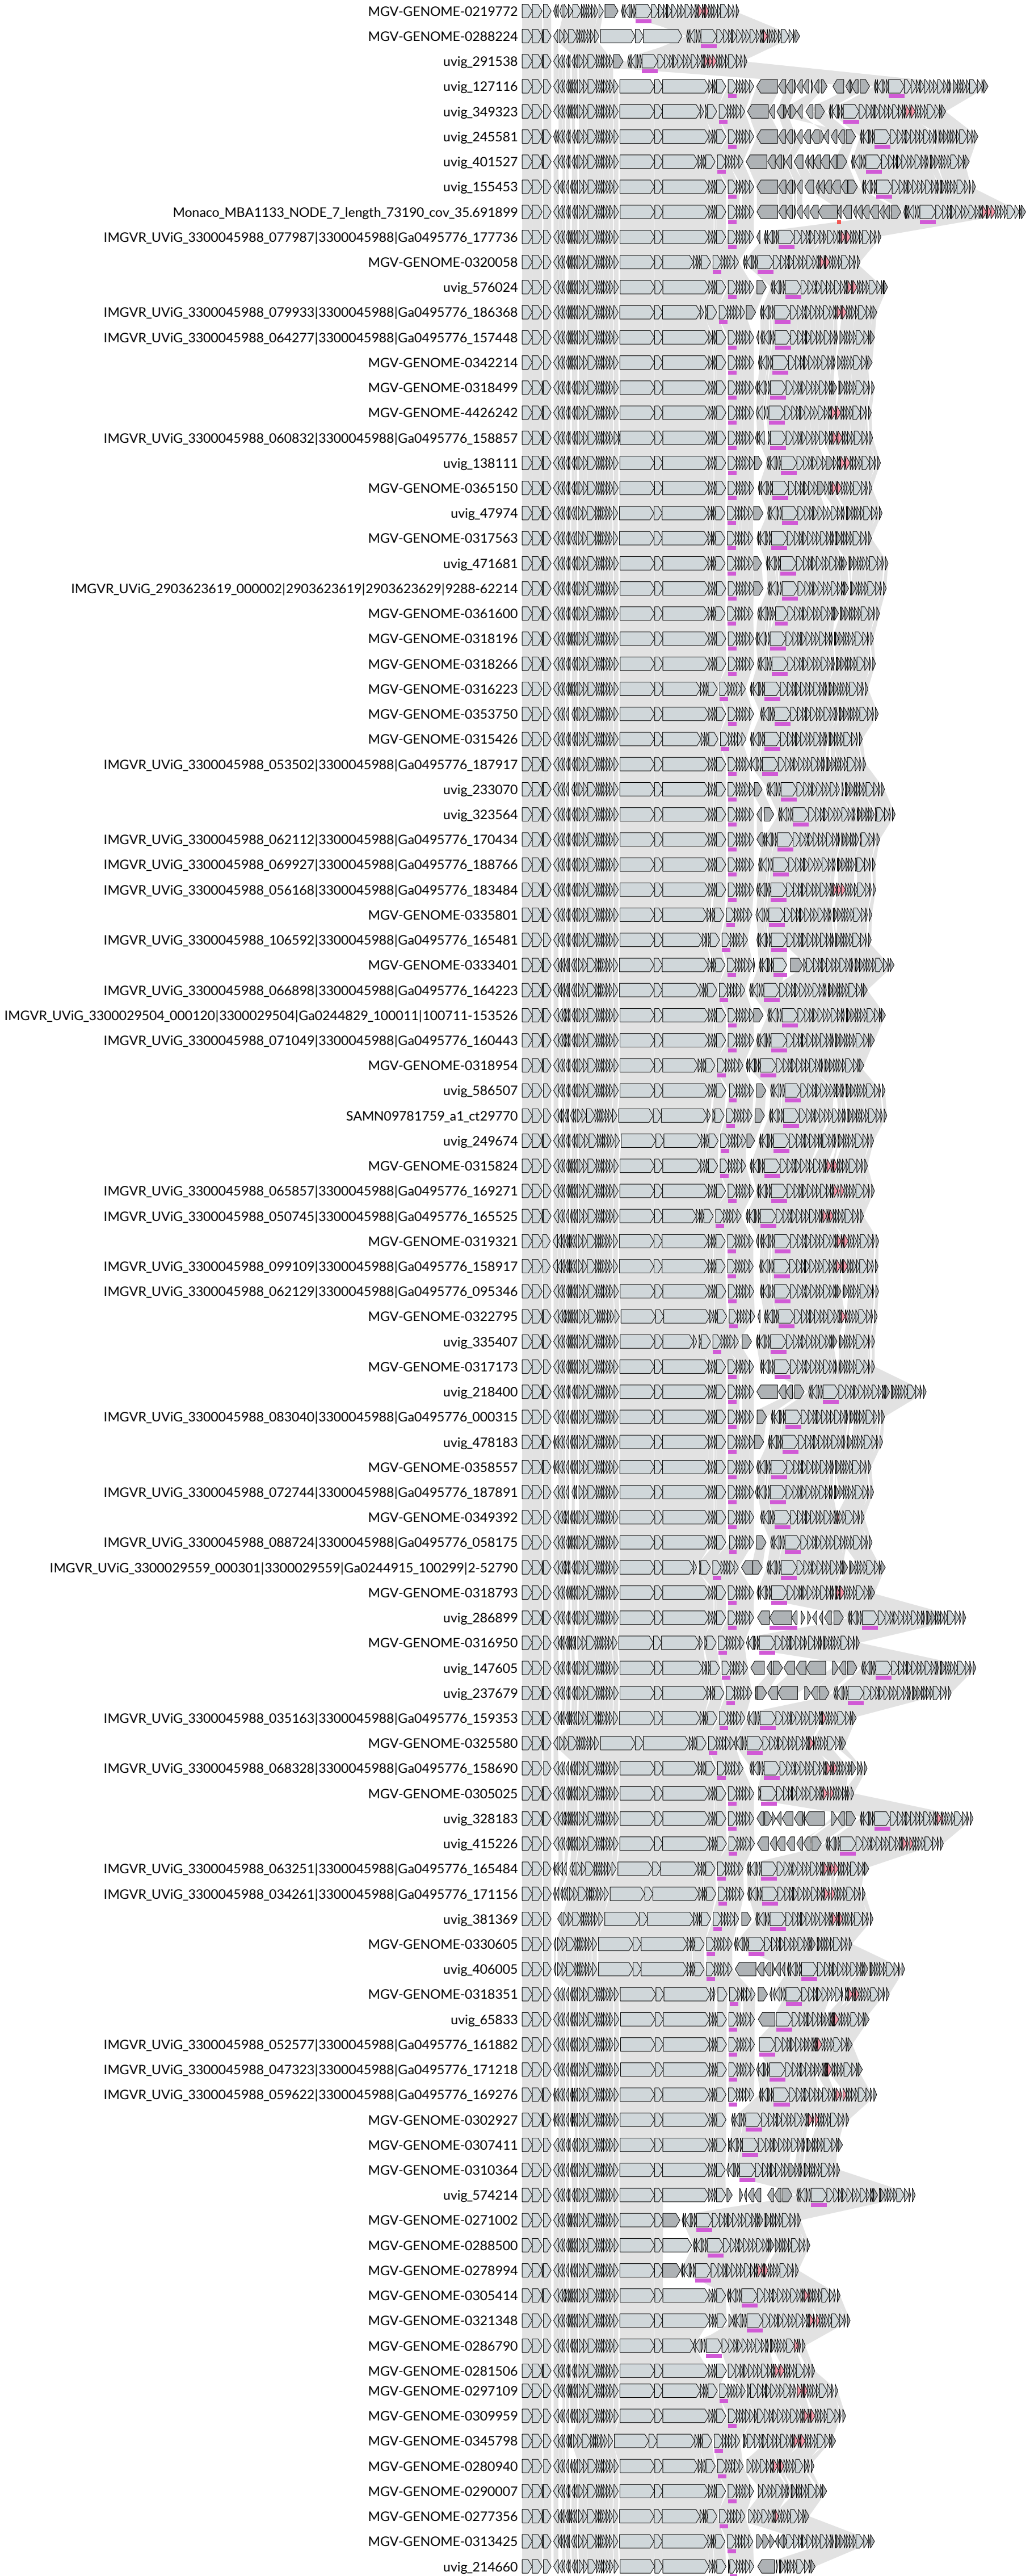 MGV-GENOME-0219772
MGV-GENOME-0288224
uvig_291538
uvig_127116
uvig_349323
uvig_245581
uvig_401527
uvig_155453
Monaco_MBA1133_NODE_7_length_73190_cov_35.691899
IMGVR_UViG_3300045988_077987|3300045988|Ga0495776_177736
MGV-GENOME-0320058
uvig_576024
IMGVR_UViG_3300045988_079933|3300045988|Ga0495776_186368
IMGVR_UViG_3300045988_064277|3300045988|Ga0495776_157448
MGV-GENOME-0342214
MGV-GENOME-0318499
MGV-GENOME-4426242
IMGVR_UViG_3300045988_060832|3300045988|Ga0495776_158857
uvig_138111
MGV-GENOME-0365150
uvig_47974
MGV-GENOME-0317563
uvig_471681
IMGVR_UViG_2903623619_000002|2903623619|2903623629|9288-62214
MGV-GENOME-0361600
MGV-GENOME-0318196
MGV-GENOME-0318266
MGV-GENOME-0316223
MGV-GENOME-0353750
MGV-GENOME-0315426
IMGVR_UViG_3300045988_053502|3300045988|Ga0495776_187917
uvig_233070
uvig_323564
IMGVR_UViG_3300045988_062112|3300045988|Ga0495776_170434
IMGVR_UViG_3300045988_069927|3300045988|Ga0495776_188766
IMGVR_UViG_3300045988_056168|3300045988|Ga0495776_183484
MGV-GENOME-0335801
IMGVR_UViG_3300045988_106592|3300045988|Ga0495776_165481
MGV-GENOME-0333401
IMGVR_UViG_3300045988_066898|3300045988|Ga0495776_164223
IMGVR_UViG_3300029504_000120|3300029504|Ga0244829_100011|100711-153526
IMGVR_UViG_3300045988_071049|3300045988|Ga0495776_160443
MGV-GENOME-0318954
uvig_586507
SAMN09781759_a1_ct29770
uvig_249674
MGV-GENOME-0315824
IMGVR_UViG_3300045988_065857|3300045988|Ga0495776_169271
IMGVR_UViG_3300045988_050745|3300045988|Ga0495776_165525
MGV-GENOME-0319321
IMGVR_UViG_3300045988_099109|3300045988|Ga0495776_158917
IMGVR_UViG_3300045988_062129|3300045988|Ga0495776_095346
MGV-GENOME-0322795
uvig_335407
MGV-GENOME-0317173
uvig_218400
IMGVR_UViG_3300045988_083040|3300045988|Ga0495776_000315
uvig_478183
MGV-GENOME-0358557
IMGVR_UViG_3300045988_072744|3300045988|Ga0495776_187891
MGV-GENOME-0349392
IMGVR_UViG_3300045988_088724|3300045988|Ga0495776_058175
IMGVR_UViG_3300029559_000301|3300029559|Ga0244915_100299|2-52790
MGV-GENOME-0318793
uvig_286899
MGV-GENOME-0316950
uvig_147605
uvig_237679
IMGVR_UViG_3300045988_035163|3300045988|Ga0495776_159353
MGV-GENOME-0325580
IMGVR_UViG_3300045988_068328|3300045988|Ga0495776_158690
MGV-GENOME-0305025
uvig_328183
uvig_415226
IMGVR_UViG_3300045988_063251|3300045988|Ga0495776_165484
IMGVR_UViG_3300045988_034261|3300045988|Ga0495776_171156
uvig_381369
MGV-GENOME-0330605
uvig_406005
MGV-GENOME-0318351
uvig_65833
IMGVR_UViG_3300045988_052577|3300045988|Ga0495776_161882
IMGVR_UViG_3300045988_047323|3300045988|Ga0495776_171218
IMGVR_UViG_3300045988_059622|3300045988|Ga0495776_169276
MGV-GENOME-0302927
MGV-GENOME-0307411
MGV-GENOME-0310364
uvig_574214
MGV-GENOME-0271002
MGV-GENOME-0288500
MGV-GENOME-0278994
MGV-GENOME-0305414
MGV-GENOME-0321348
MGV-GENOME-0286790
MGV-GENOME-0281506
MGV-GENOME-0297109
MGV-GENOME-0309959
MGV-GENOME-0345798
MGV-GENOME-0280940
MGV-GENOME-0290007
MGV-GENOME-0277356
MGV-GENOME-0313425
uvig_214660